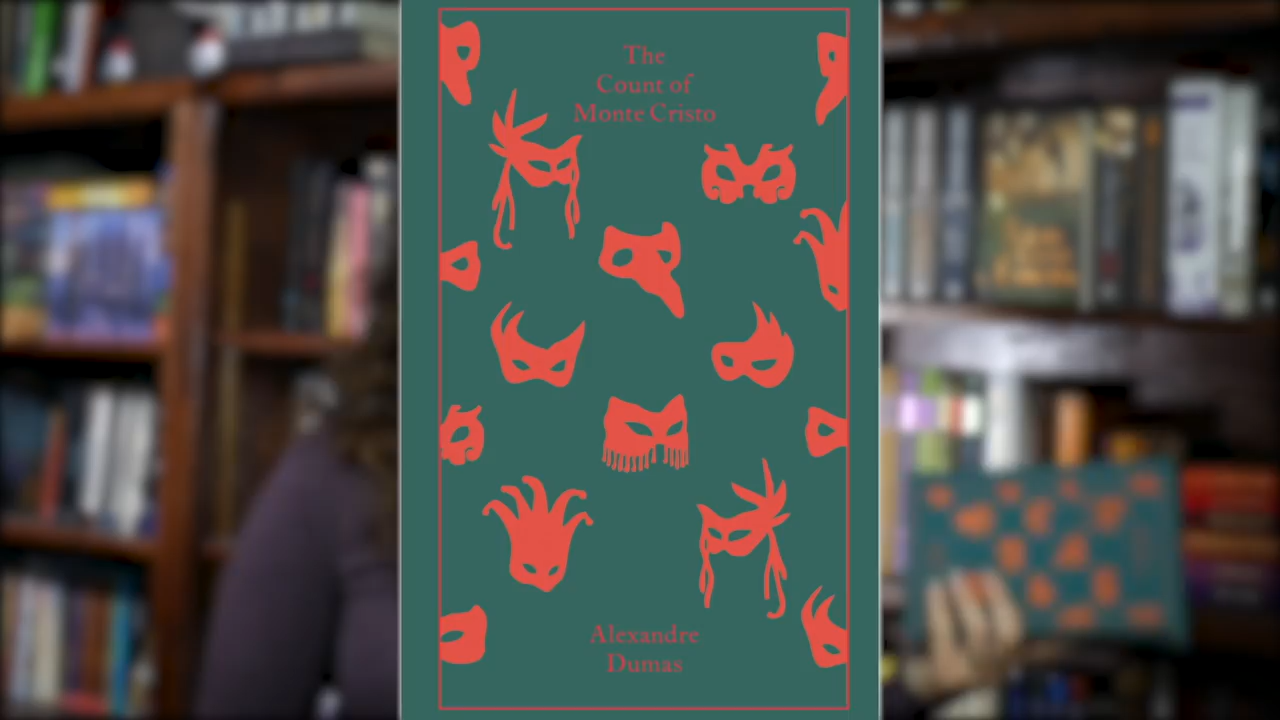 The
Count of
Monte Cristo
Alexandre
Dumas